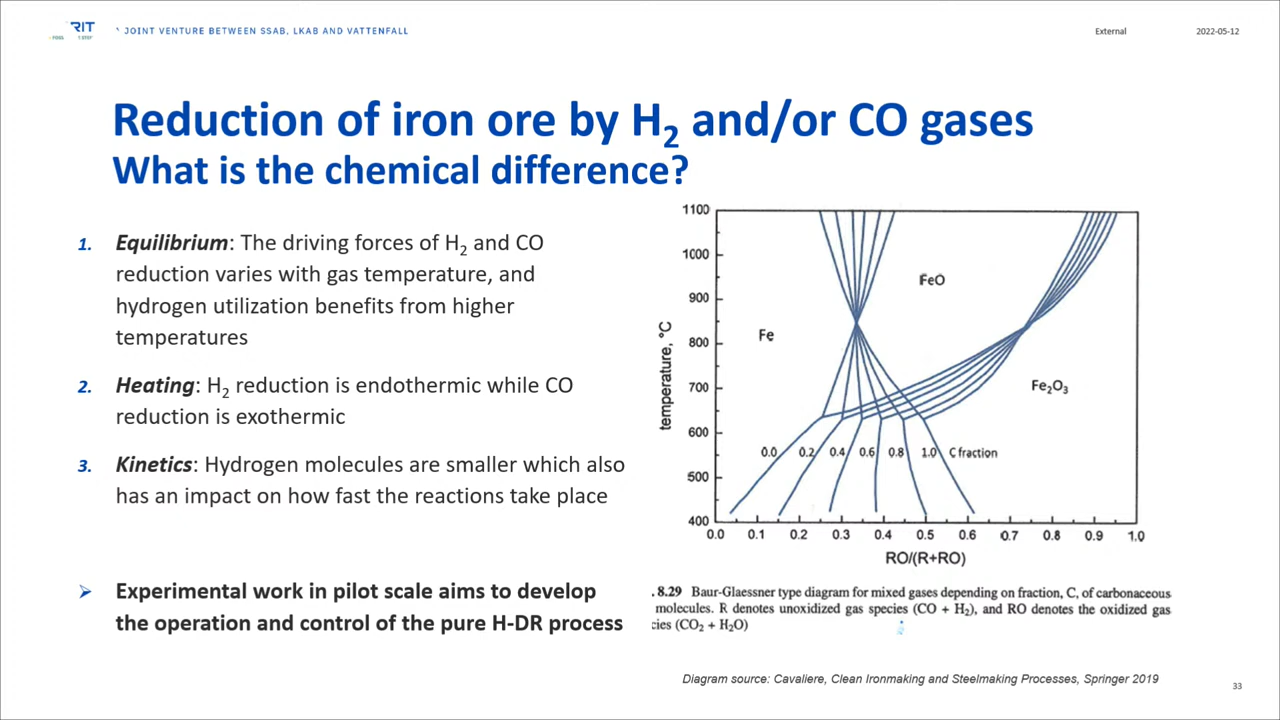 RIT
FOSS
1 STEP
^ JOINT VENTURE BETWEEN SSAB, LKAB AND VATTENFALL
External
2022-05-12
Reduction of iron ore by H2 and/or CO gases
What is the chemical difference?
1. Equilibrium: The driving forces of H2 and CO
reduction varies with gas temperature, and
hydrogen utilization benefits from higher
temperatures
2. Heating: H2 reduction is endothermic while CO
reduction is exothermic
3. Kinetics: Hydrogen molecules are smaller which also
has an impact on how fast the reactions take place
Experimental work in pilot scale aims to develop
the operation and control of the pure H-DR process
temperature, °C
1100
1000
900
800
700
600
500
400
FeO
Fe
Fe2O3
0.0 0.2 0.4 0.6 0.8 1.0 C fraction
0.0 0.1 0.2 0.3 0.4 0.5 0.6 0.7 0.8 0.9 1.0
RO/(R+RO)
. 8.29 Baur-Glaessner type diagram for mixed gases depending on fraction, C, of carbonaceous
molecules. R denotes unoxidized gas species (CO + H2), and RO denotes the oxidized gas
cies (CO2 + H2O)
Diagram source: Cavaliere, Clean Ironmaking and Steelmaking Processes, Springer 2019
33